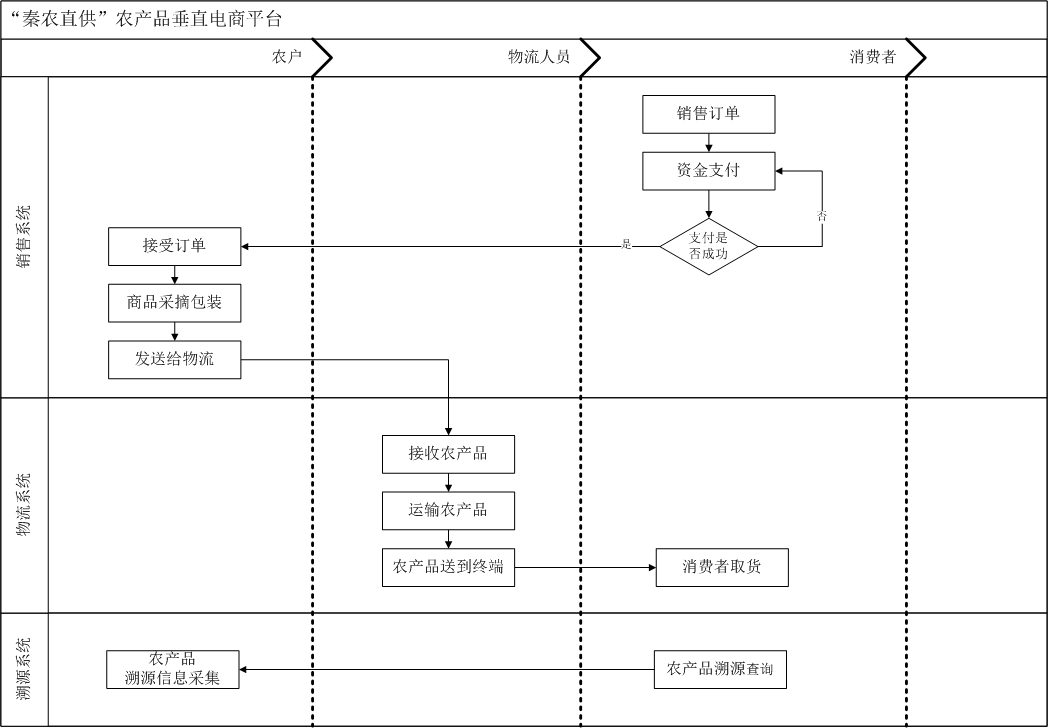 “秦农直供”农产品垂直电商平台
农户
物流人员
消费者
销售系统
销售订单
资金支付
否
支付是
否成功
是
接受订单
商品采摘包装
发送给物流
物流系统
接收农产品
运输农产品
农产品送到终端
消费者取货
溯源系统
农产品
溯源信息采集
农产品溯源查询